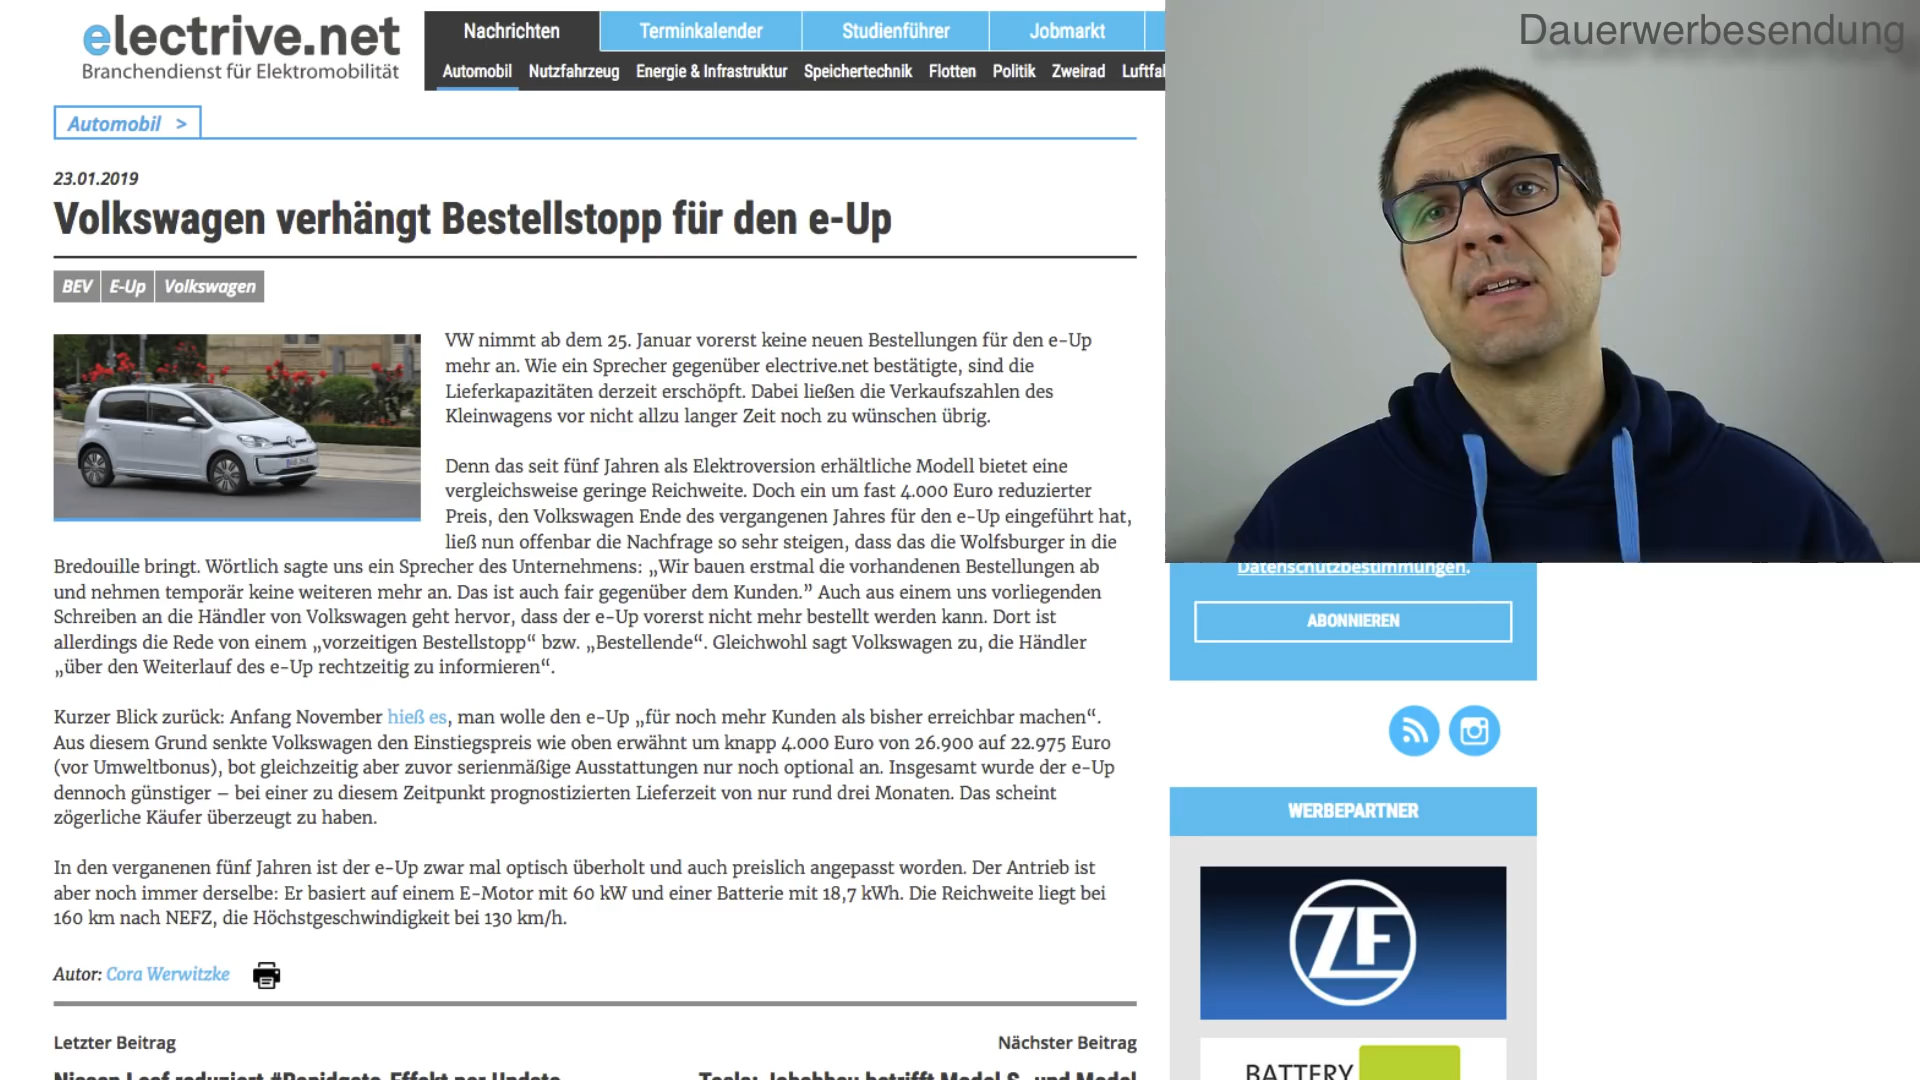 electrive.net
Branchendienst für Elektromobilität
Nachrichten
Terminkalender
Studienführer
Jobmarkt
Automobil Nutzfahrzeug Energie & Infrastruktur Speichertechnik Flotten Politik Zweirad Luftfa
Dauerwerbesendung
Automobil >
23.01.2019
Volkswagen verhängt Bestellstopp für den e-Up
BEV E-Up Volkswagen
VW nimmt ab dem 25. Januar vorerst keine neuen Bestellungen für den e-Up
mehr an. Wie ein Sprecher gegenüber electrive.net bestätigte, sind die
Lieferkapazitäten derzeit erschöpft. Dabei ließen die Verkaufszahlen des
Kleinwagens vor nicht allzu langer Zeit noch zu wünschen übrig.
Denn das seit fünf Jahren als Elektroversion erhältliche Modell bietet eine
vergleichsweise geringe Reichweite. Doch ein um fast 4.000 Euro reduzierter
Preis, den Volkswagen Ende des vergangenen Jahres für den e-Up eingeführt hat,
ließ nun offenbar die Nachfrage so sehr steigen, dass das die Wolfsburger in die
Bredouille bringt. Wörtlich sagte uns ein Sprecher des Unternehmens: „Wir bauen erstmal die vorhandenen Bestellungen ab
und nehmen temporär keine weiteren mehr an. Das ist auch fair gegenüber dem Kunden.” Auch aus einem uns vorliegenden
Schreiben an die Händler von Volkswagen geht hervor, dass der e-Up vorerst nicht mehr bestellt werden kann. Dort ist
allerdings die Rede von einem „vorzeitigen Bestellstopp“ bzw. „Bestellende“. Gleichwohl sagt Volkswagen zu, die Händler
„über den Weiterlauf des e-Up rechtzeitig zu informieren“.
Kurzer Blick zurück: Anfang November hieß es, man wolle den e-Up „für noch mehr Kunden als bisher erreichbar machen“.
Aus diesem Grund senkte Volkswagen den Einstiegspreis wie oben erwähnt um knapp 4.000 Euro von 26.900 auf 22.975 Euro
(vor Umweltbonus), bot gleichzeitig aber zuvor serienmäßige Ausstattungen nur noch optional an. Insgesamt wurde der e-Up
dennoch günstiger – bei einer zu diesem Zeitpunkt prognostizierten Lieferzeit von nur rund drei Monaten. Das scheint
zögerliche Käufer überzeugt zu haben.
In den verganenen fünf Jahren ist der e-Up zwar mal optisch überholt und auch preislich angepasst worden. Der Antrieb ist
aber noch immer derselbe: Er basiert auf einem E-Motor mit 60 kW und einer Batterie mit 18,7 kWh. Die Reichweite liegt bei
160 km nach NEFZ, die Höchstgeschwindigkeit bei 130 km/h.
Autor: Cora Werwitzke
Letzter Beitrag
Nächster Beitrag
Nissan Leaf reduziert #Rapidgate-Effekt per Update
Tesla: Jobabbau betrifft Model S- und Model
Datenschutzbestimmungen.
ABONNIEREN
WERBEPARTNER
ZF
BATTERY